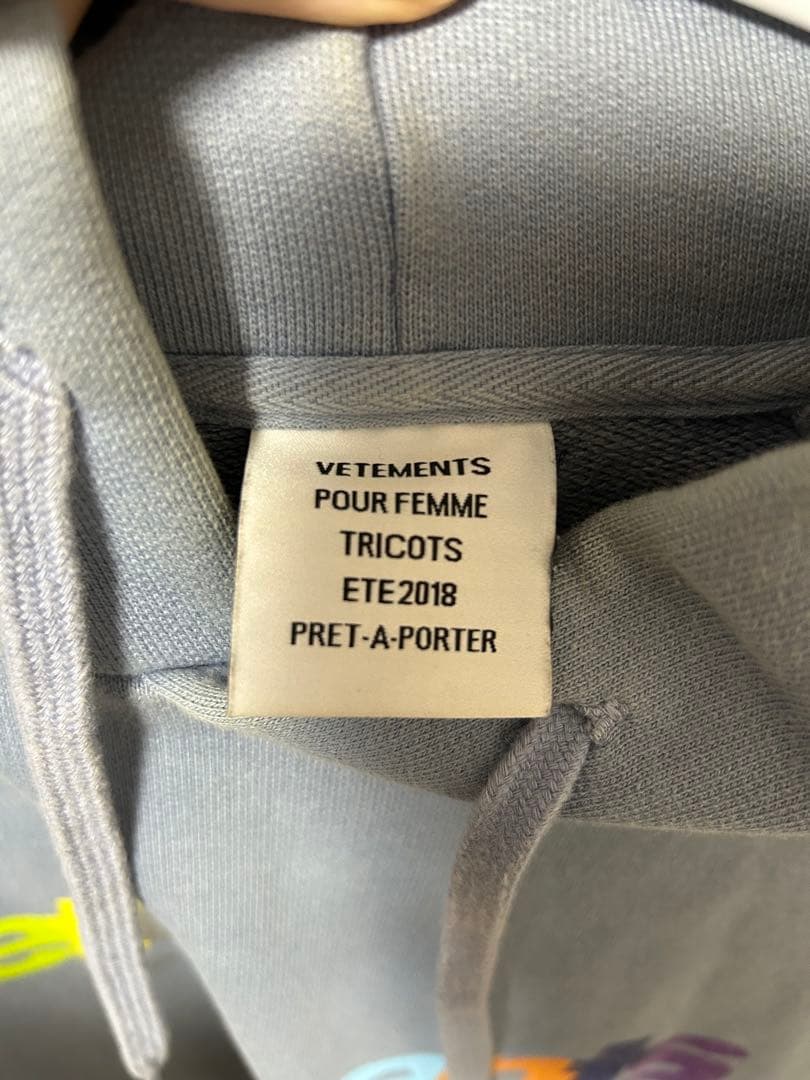 VETEMENTS
POUR FEMME
TRICOTS
ETE2018
PRET-A-PORTER